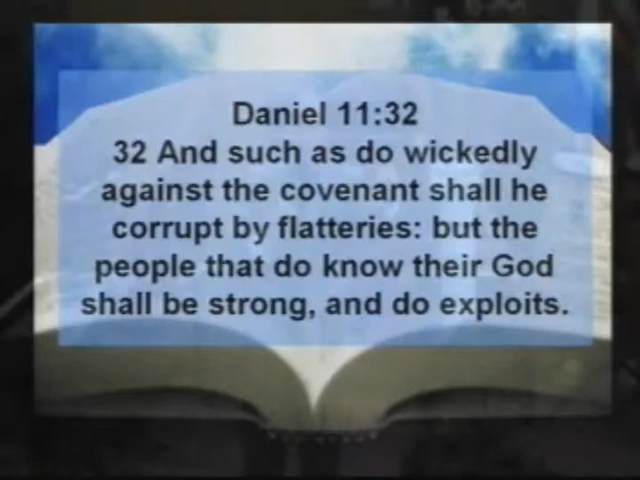 Daniel 11:32
32 And such as do wickedly
against the covenant shall he
corrupt by flatteries: but the
people that do know their God
shall be strong, and do exploits.